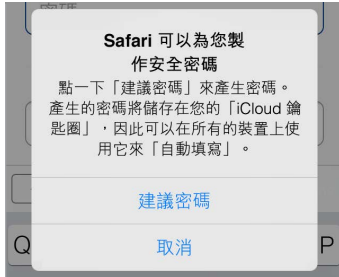 密碼
Safari 可以為您製
作安全密碼
點一下「建議密碼」來產生密碼。
產生的密碼將儲存在您的「iCloud 鑰
匙圈」，因此可以在所有的裝置上使
用它來「自動填寫」。
建議密碼
取消
Q P